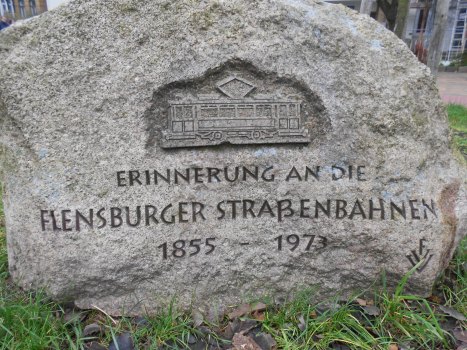 ERINNERUNG AN DIE
FLENSBURGER STRAßENBAHNEN
1855 - 1973